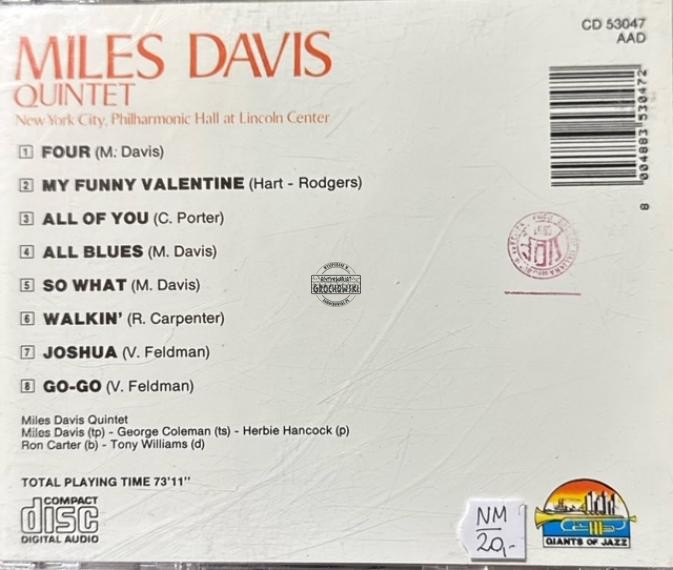 CD 53047
AAD
MILES DAVIS
QUINTET
New York City, Philharmonic Hall at Lincoln Center
1 FOUR (M. Davis)
2 MY FUNNY VALENTINE (Hart - Rodgers)
3 ALL OF YOU (C. Porter)
4 ALL BLUES (M. Davis)
5 SO WHAT (M. Davis)
6 WALKIN' (R. Carpenter)
7 JOSHUA (V. Feldman)
8 GO-GO (V. Feldman)
8 004883 530472
GROCHOWSKI
Miles Davis Quintet
Miles Davis (tp) - George Coleman (ts) - Herbie Hancock (p)
Ron Carter (b) - Tony Williams (d)
TOTAL PLAYING TIME 73'11"
COMPACT
disc
DIGITAL AUDIO
NM
20,-
GIANTS OF JAZZ